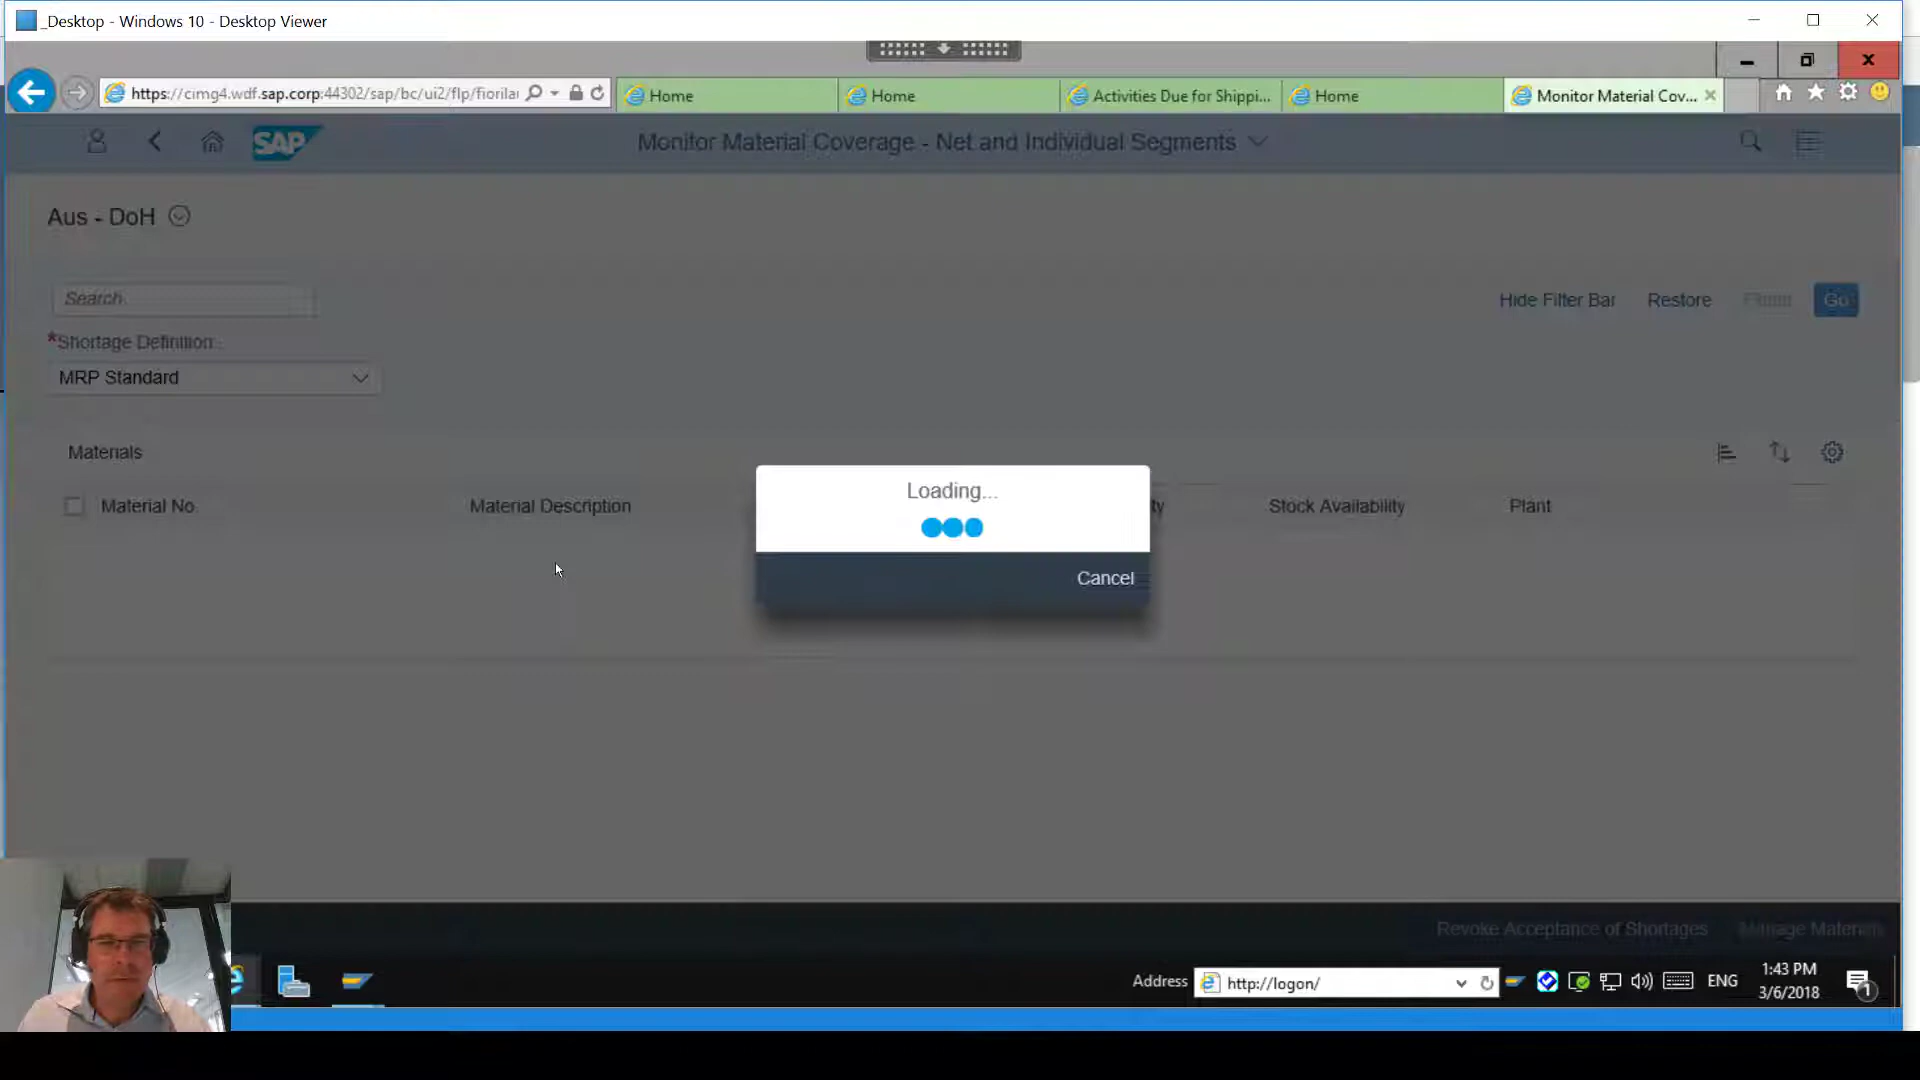 _Desktop - Windows 10 - Desktop Viewer
https://cimg4.wdf.sap.corp:44302/sap/bc/ui2/flp/fiorilau
Home
Home
Activities Due for Shippi...
Home
Monitor Material Cov...
SAP
Monitor Material Coverage - Net and Individual Segments
Aus - DoH
Search
Hide Filter Bar
Restore
Go
*Shortage Definition:
MRP Standard
Materials
Material No.
Material Description
Stock Availability
Plant
Loading...
Cancel
Revoke Acceptance of Shortages
Manage Materials
Address
http://logon/
ENG
1:43 PM
3/6/2018
1